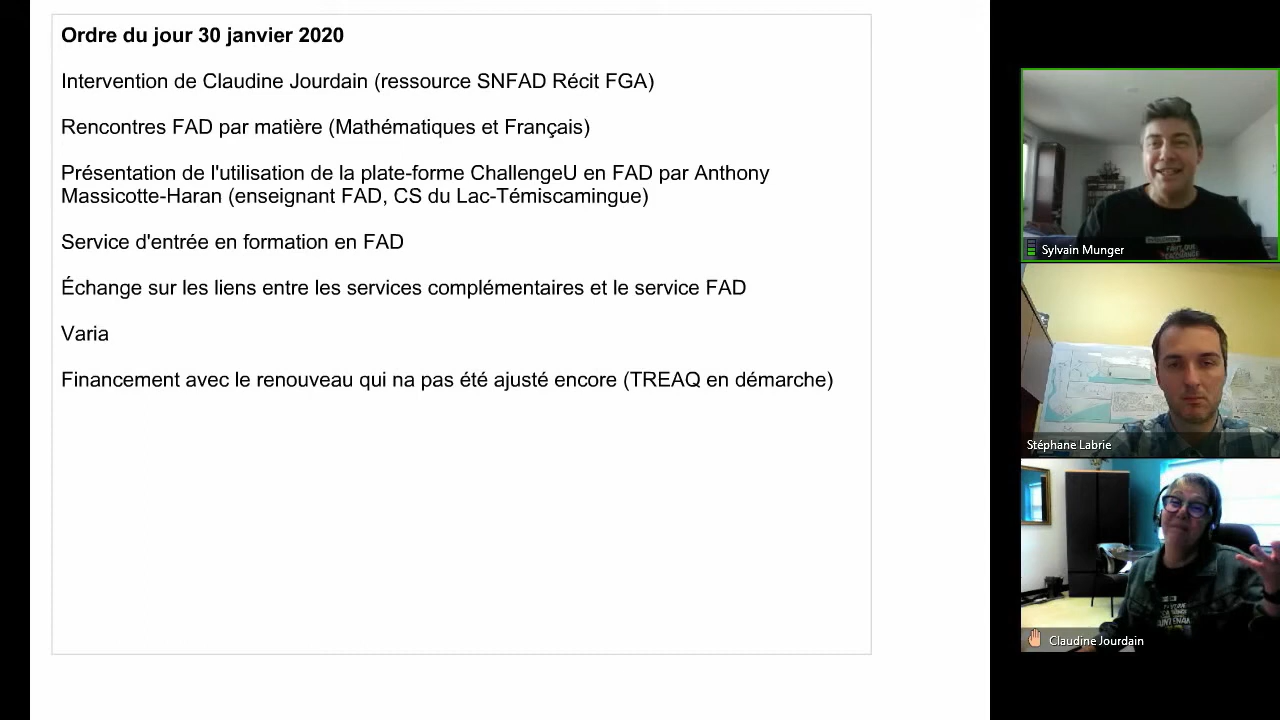 Ordre du jour 30 janvier 2020
Intervention de Claudine Jourdain (ressource SNFAD Récit FGA)
Rencontres FAD par matière (Mathématiques et Français)
Présentation de l'utilisation de la plate-forme ChallengeU en FAD par Anthony
Massicotte-Haran (enseignant FAD, CS du Lac-Témiscamingue)
Service d'entrée en formation en FAD
Échange sur les liens entre les services complémentaires et le service FAD
Varia
Financement avec le renouveau qui na pas été ajusté encore (TREAQ en démarche)
Sylvain Munger
Stéphane Labrie
Claudine Jourdain